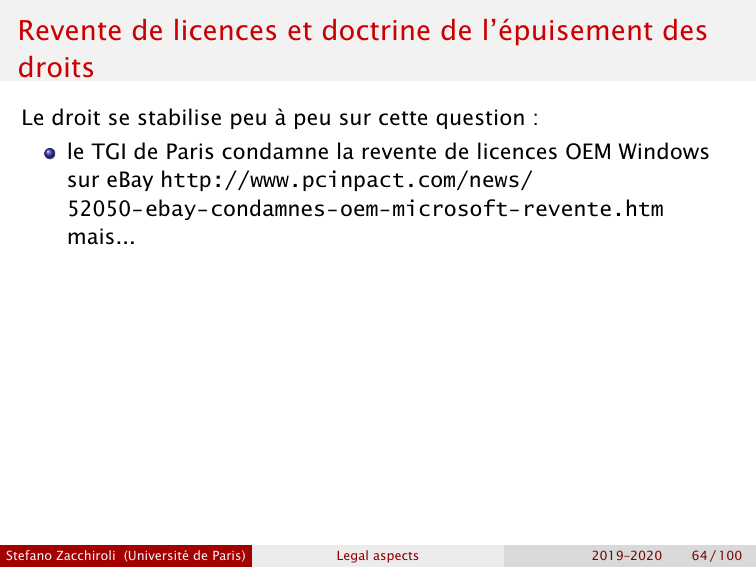 Revente de licences et doctrine de l’épuisement des
droits
Le droit se stabilise peu à peu sur cette question :
le TGI de Paris condamne la revente de licences OEM Windows
sur eBay http://www.pcinpact.com/news/
52050-ebay-condamnes-oem-microsoft-revente.htm
mais...
Stefano Zacchiroli (Université de Paris) Legal aspects 2019–2020 64 / 100